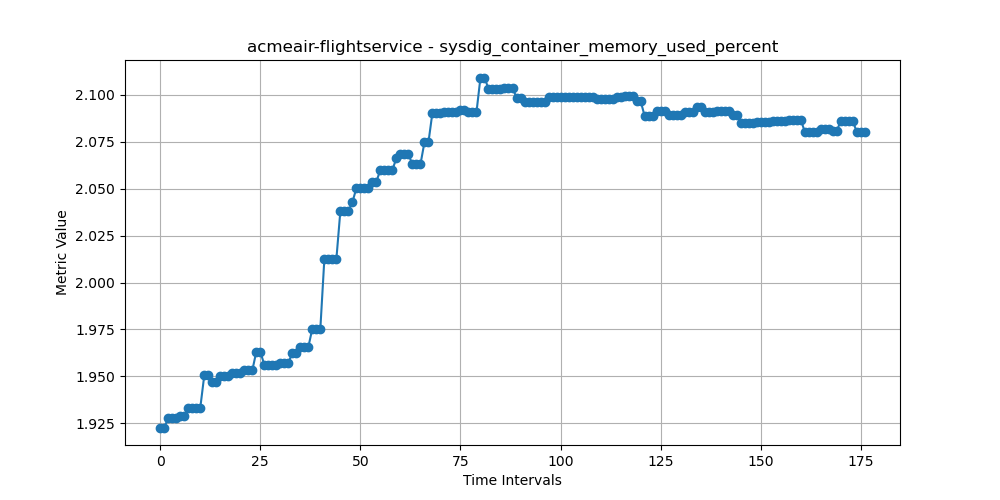 acmeair-flightservice - sysdig_container_memory_used_percent
Metric Value
2.100
2.075
2.050
2.025
2.000
1.975
1.950
1.925
0 25 50 75 100 125 150 175
Time Intervals